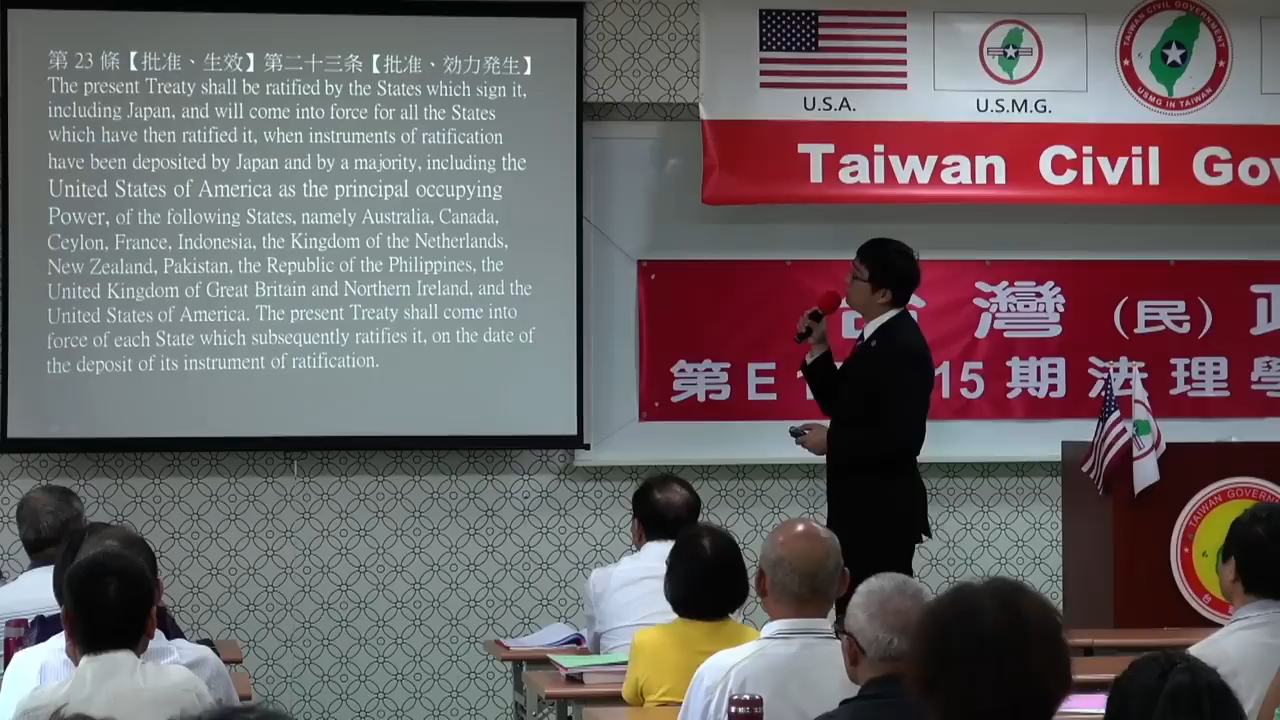 第 23 條【批准、生效】第二十三条【批准、効力発生】
The present Treaty shall be ratified by the States which sign it,
including Japan, and will come into force for all the States
which have then ratified it, when instruments of ratification
have been deposited by Japan and by a majority, including the
United States of America as the principal occupying
Power, of the following States, namely Australia, Canada,
Ceylon, France, Indonesia, the Kingdom of the Netherlands,
New Zealand, Pakistan, the Republic of the Philippines, the
United Kingdom of Great Britain and Northern Ireland, and the
United States of America. The present Treaty shall come into
force of each State which subsequently ratifies it, on the date of
the deposit of its instrument of ratification.
U.S.A.
U.S.M.G.
TAIWAN CIVIL GOVERNMENT
USMG IN TAIWAN
Taiwan Civil Gov
台灣（民）政
第E 15 期法理學
TAIWAN GOVERN